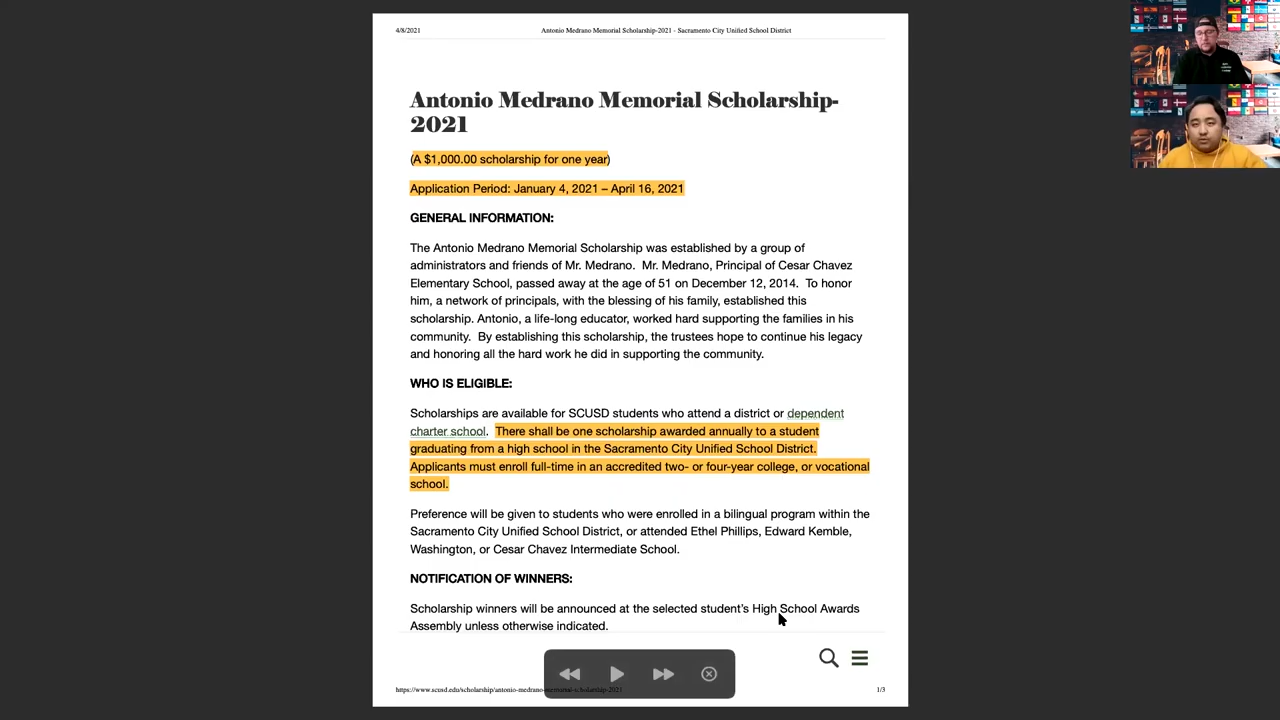 4/8/2021
Antonio Medrano Memorial Scholarship-2021 - Sacramento City Unified School District
Antonio Medrano Memorial Scholarship-
2021
(A $1,000.00 scholarship for one year)
Application Period: January 4, 2021 – April 16, 2021
GENERAL INFORMATION:
The Antonio Medrano Memorial Scholarship was established by a group of
administrators and friends of Mr. Medrano.  Mr. Medrano, Principal of Cesar Chavez
Elementary School, passed away at the age of 51 on December 12, 2014.  To honor
him, a network of principals, with the blessing of his family, established this
scholarship. Antonio, a life-long educator, worked hard supporting the families in his
community.  By establishing this scholarship, the trustees hope to continue his legacy
and honoring all the hard work he did in supporting the community.
WHO IS ELIGIBLE:
Scholarships are available for SCUSD students who attend a district or dependent
charter school.  There shall be one scholarship awarded annually to a student
graduating from a high school in the Sacramento City Unified School District.
Applicants must enroll full-time in an accredited two- or four-year college, or vocational
school.
Preference will be given to students who were enrolled in a bilingual program within the
Sacramento City Unified School District, or attended Ethel Phillips, Edward Kemble,
Washington, or Cesar Chavez Intermediate School.
NOTIFICATION OF WINNERS:
Scholarship winners will be announced at the selected student’s High School Awards
Assembly unless otherwise indicated.
https://www.scusd.edu/scholarship/antonio-medrano-memorial-scholarship-2021
1/3